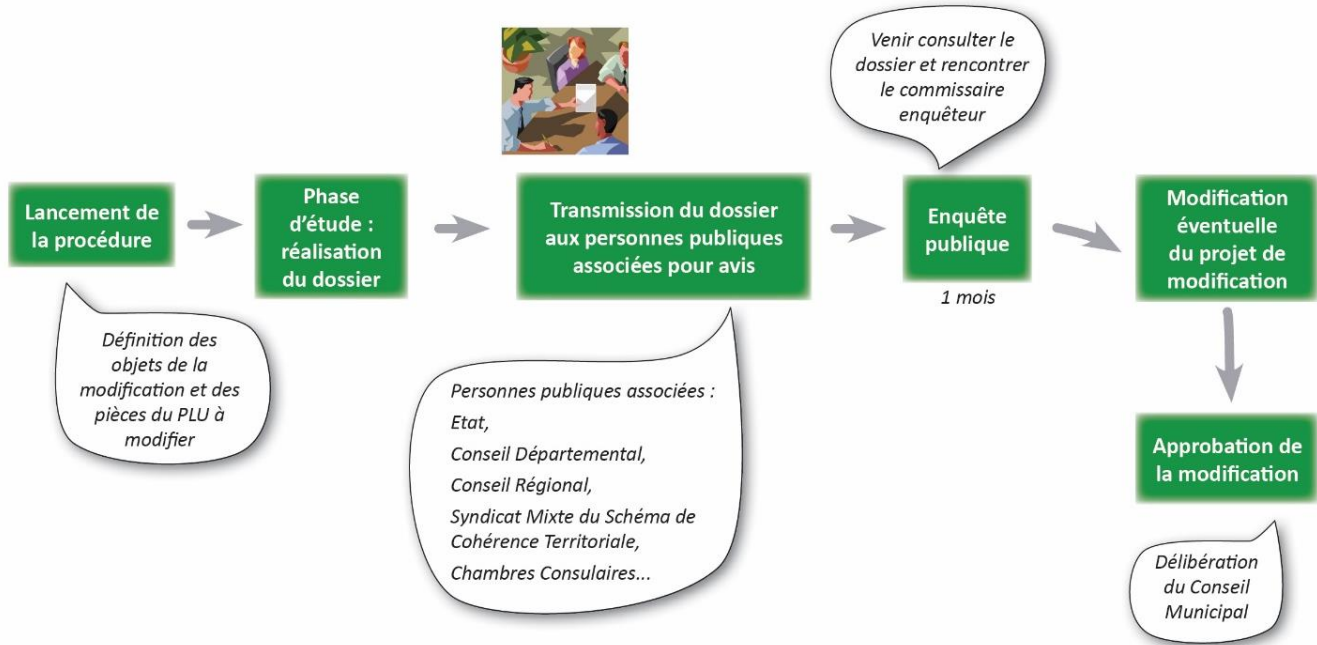 Lancement de
la procédure
Définition des
objets de la
modification et des
pièces du PLU à
modifier
Phase
d'étude :
réalisation
du dossier
Transmission du dossier
aux personnes publiques
associées pour avis
Personnes publiques associées :
Etat,
Conseil Départemental,
Conseil Régional,
Syndicat Mixte du Schéma de
Cohérence Territoriale,
Chambres Consulaires...
Venir consulter le
dossier et rencontrer
le commissaire
enquêteur
Enquête
publique
1 mois
Modification
éventuelle
du projet de
modification
Approbation de
la modification
Délibération
du Conseil
Municipal